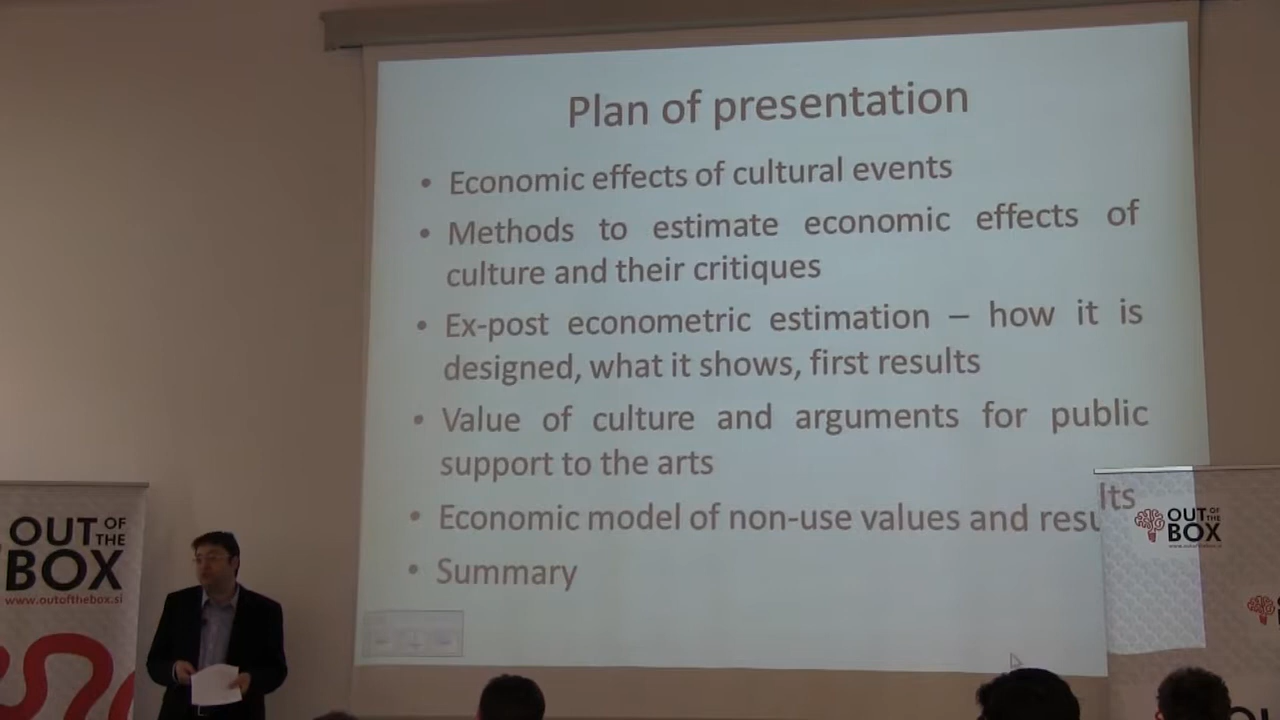 Plan of presentation
• Economic effects of cultural events
• Methods to estimate economic effects of
culture and their critiques
• Ex-post econometric estimation – how it is
designed, what it shows, first results
• Value of culture and arguments for public
support to the arts
• Economic model of non-use values and results
• Summary
OUT OF THE BOX
www.outofthebox.si
OUT OF THE BOX
OU